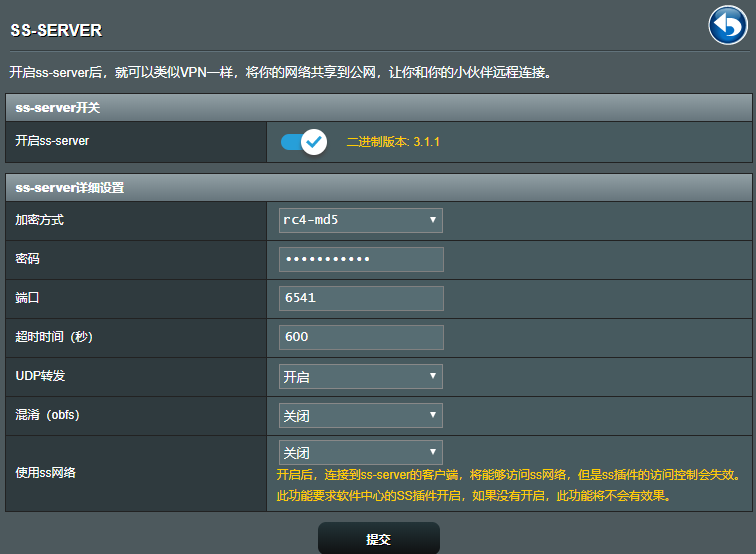 SS-SERVER
开启ss-server后，就可以类似VPN一样，将你的网络共享到公网，让你和你的小伙伴远程连接。
ss-server开关
开启ss-server
二进制版本: 3.1.1
ss-server详细设置
加密方式
rc4-md5
密码
•••••••••••
端口
6541
超时时间（秒）
600
UDP转发
开启
混淆（obfs）
关闭
使用ss网络
关闭
开启后，连接到ss-server的客户端，将能够访问ss网络，但是ss插件的访问控制会失效。
此功能要求软件中心的SS插件开启，如果没有开启，此功能将不会有效果。
提交